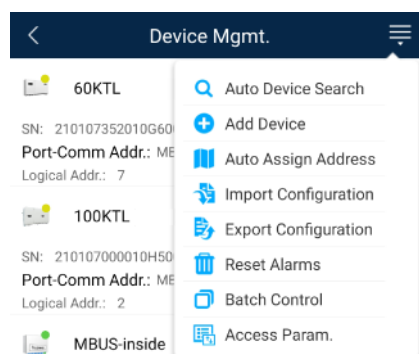 Device Mgmt.
60KTL
SN: 210107352010G60
Port-Comm Addr.: ME
Logical Addr.: 7
100KTL
SN: 210107000010H50
Port-Comm Addr.: ME
Logical Addr.: 2
MBUS-inside
Auto Device Search
Add Device
Auto Assign Address
Import Configuration
Export Configuration
Reset Alarms
Batch Control
Access Param.